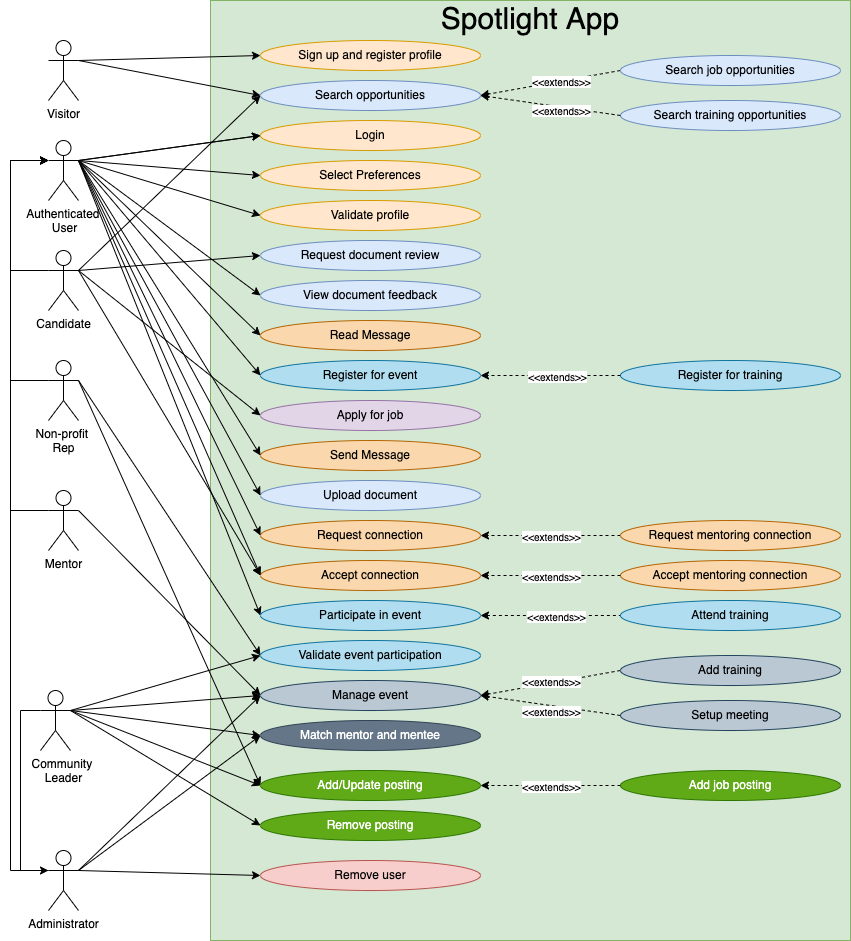 Spotlight App
Visitor
Authenticated
User
Candidate
Non-profit
Rep
Mentor
Community
Leader
Administrator
Sign up and register profile
Search opportunities
<<extends>>
Search job opportunities
<<extends>>
Search training opportunities
Login
Select Preferences
Validate profile
Request document review
View document feedback
Read Message
Register for event
<<extends>>
Register for training
Apply for job
Send Message
Upload document
Request connection
<<extends>>
Request mentoring connection
Accept connection
<<extends>>
Accept mentoring connection
Participate in event
<<extends>>
Attend training
Validate event participation
Manage event
<<extends>>
Add training
<<extends>>
Setup meeting
Match mentor and mentee
Add/Update posting
<<extends>>
Add job posting
Remove posting
Remove user